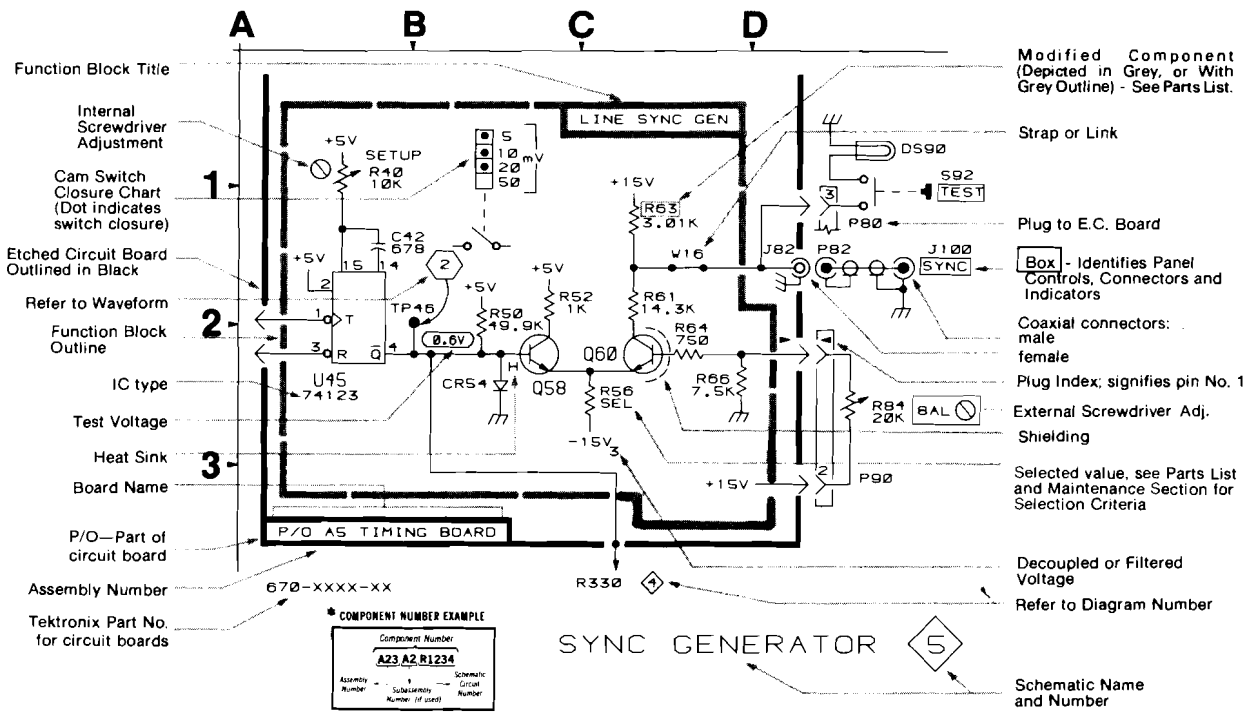 A B C D
Function Block Title
Internal
Screwdriver
Adjustment
Cam Switch
Closure Chart
(Dot indicates
switch closure)
Etched Circuit Board
Outlined in Black
Refer to Waveform
Function Block
Outline
IC type
Test Voltage
Heat Sink
Board Name
P/O—Part of
circuit board
Assembly Number
Tektronix Part No.
for circuit boards
1
2
3
LINE SYNC GEN
+5V
SETUP
R40
10K
5
10
20
50
mV
C42
678
+5V
15
14
2
1
T
3
R
Q̅
4
U45
74123
2
TP46
0.6V
+5V
R50
49.9K
CR54
H
+5V
R52
1K
Q58
Q60
R56
SEL
-15V3
+15V
R63
3.01K
W16
R61
14.3K
R64
750
R66
7.5K
+15V
DS90
S92
TEST
3
P80
J82
P82
J100
SYNC
R84
20K
BAL
2
P90
P/O A5 TIMING BOARD
670-XXXX-XX
R330
4
* COMPONENT NUMBER EXAMPLE
Component Number
A23 A2 R1234
Assembly
Number
Subassembly
Number (if used)
Schematic
Circuit
Number
SYNC GENERATOR
5
Modified Component
(Depicted in Grey, or With
Grey Outline) - See Parts List.
Strap or Link
Plug to E.C. Board
Box - Identifies Panel
Controls, Connectors and
Indicators
Coaxial connectors:
male
female
Plug Index; signifies pin No. 1
External Screwdriver Adj.
Shielding
Selected value, see Parts List
and Maintenance Section for
Selection Criteria
Decoupled or Filtered
Voltage
Refer to Diagram Number
Schematic Name
and Number